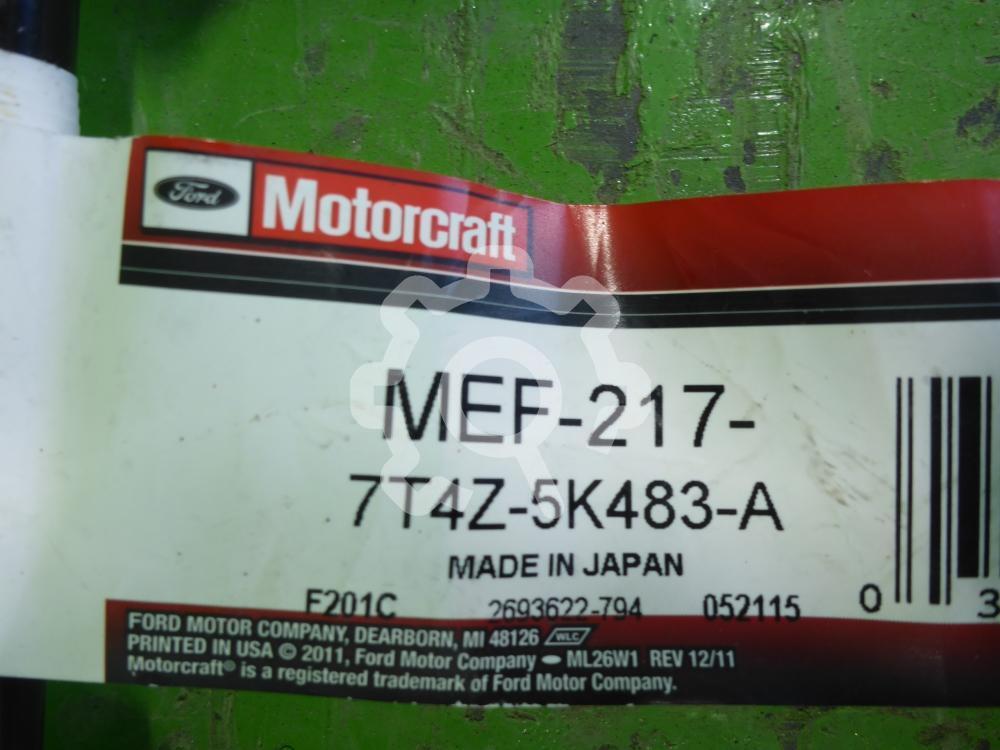 Ford Motorcraft
MEF-217-
7T4Z-5K483-A
MADE IN JAPAN
F201C 2693622-794 052115 0 3
FORD MOTOR COMPANY, DEARBORN, MI 48126 WLC
PRINTED IN USA © 2011, Ford Motor Company ML26W1 REV 12/11
Motorcraft® is a registered trademark of Ford Motor Company.